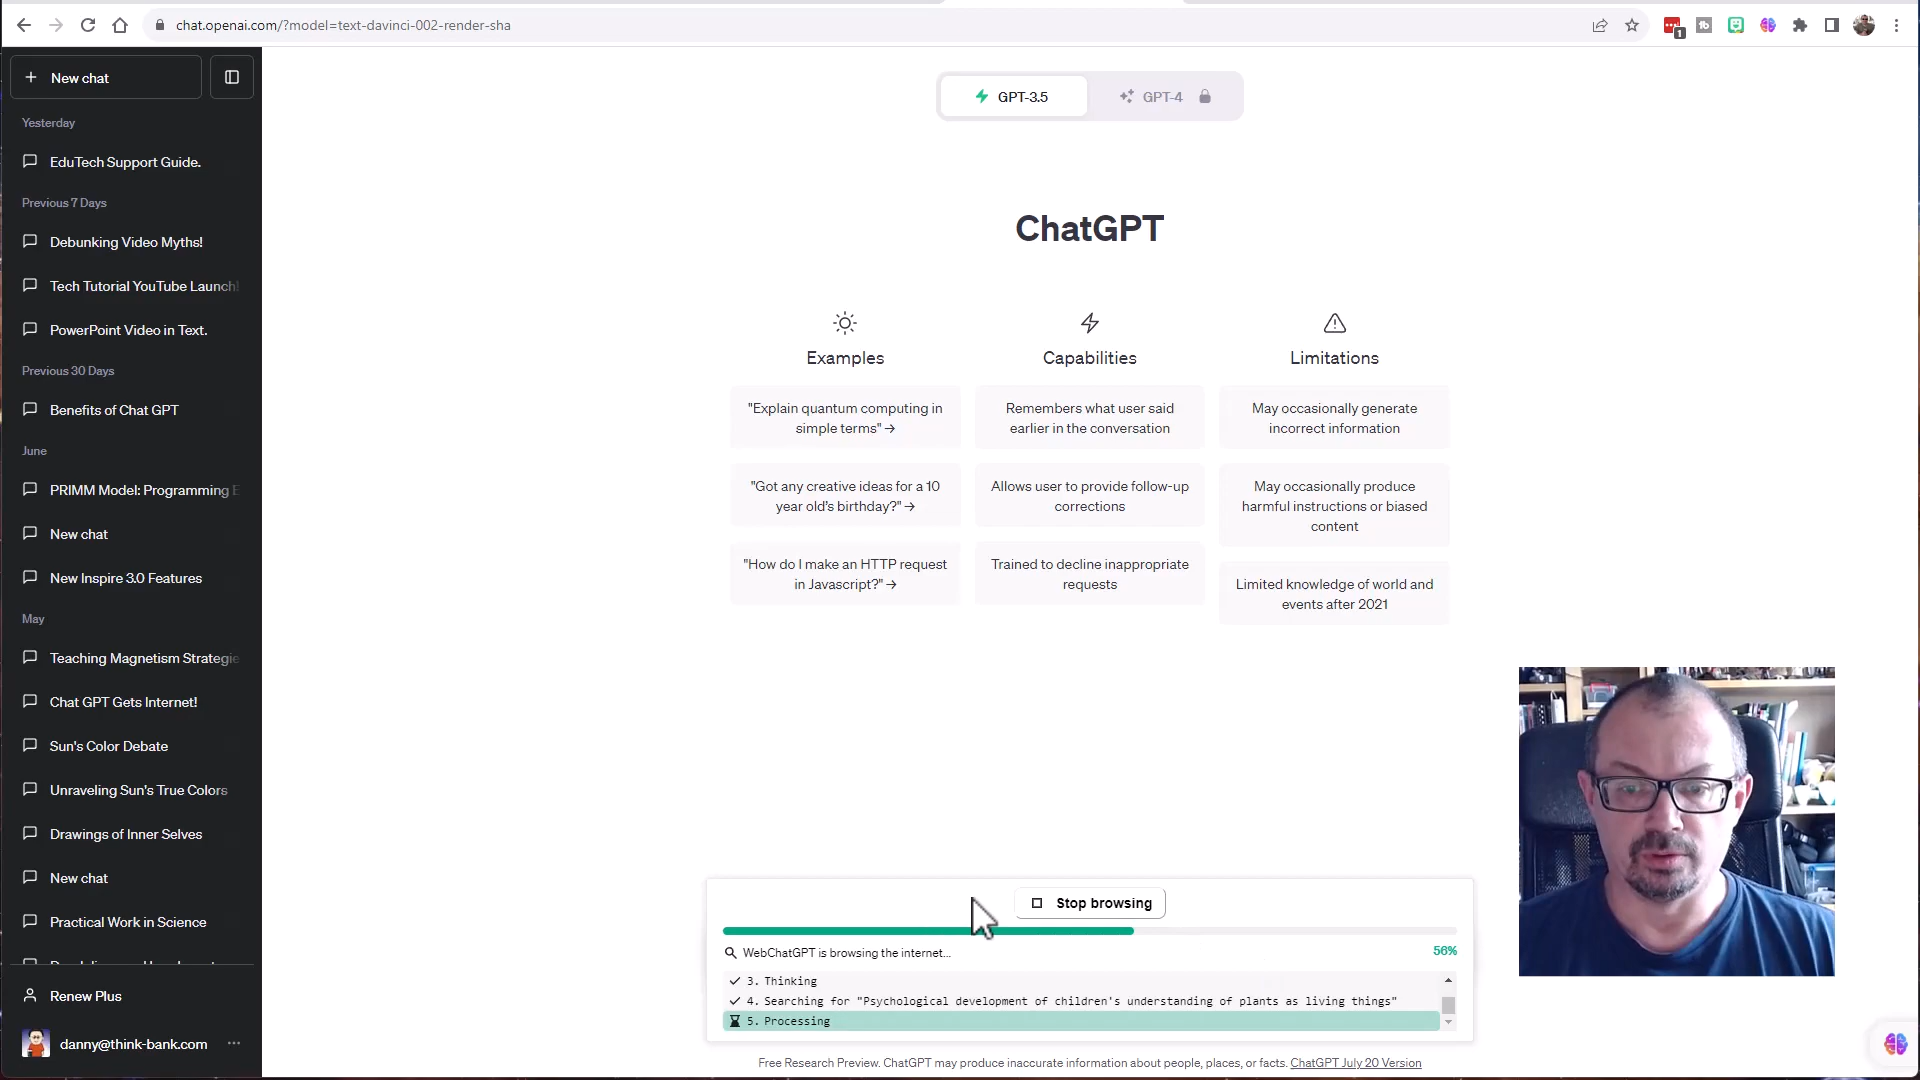 chat.openai.com/?model=text-davinci-002-render-sha
1
New chat
Yesterday
EduTech Support Guide.
Previous 7 Days
Debunking Video Myths!
Tech Tutorial YouTube Launch!
PowerPoint Video in Text.
Previous 30 Days
Benefits of Chat GPT
June
PRIMM Model: Programming E
New chat
New Inspire 3.0 Features
May
Teaching Magnetism Strategie
Chat GPT Gets Internet!
Sun's Color Debate
Unraveling Sun's True Colors
Drawings of Inner Selves
New chat
Practical Work in Science
Renew Plus
danny@think-bank.com
GPT-3.5
GPT-4
ChatGPT
Examples
"Explain quantum computing in
simple terms" →
"Got any creative ideas for a 10
year old's birthday?" →
"How do I make an HTTP request
in Javascript?" →
Capabilities
Remembers what user said
earlier in the conversation
Allows user to provide follow-up
corrections
Trained to decline inappropriate
requests
Limitations
May occasionally generate
incorrect information
May occasionally produce
harmful instructions or biased
content
Limited knowledge of world and
events after 2021
Stop browsing
WebChatGPT is browsing the internet...
56%
3. Thinking
4. Searching for "Psychological development of children's understanding of plants as living things"
5. Processing
Free Research Preview. ChatGPT may produce inaccurate information about people, places, or facts. ChatGPT July 20 Version